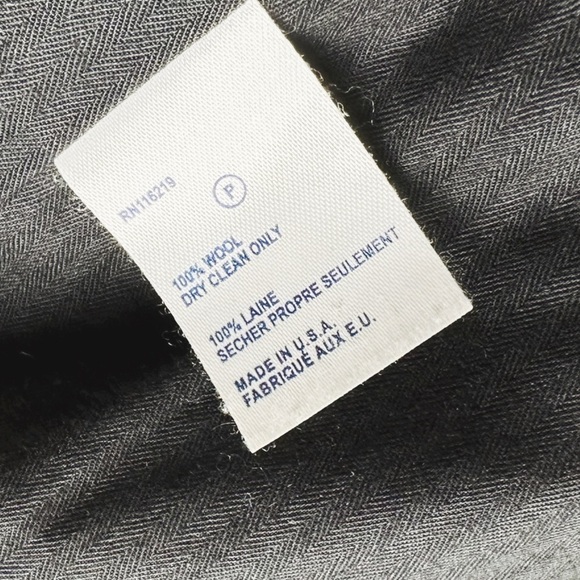 RN116219
P
100% WOOL
DRY CLEAN ONLY
100% LAINE
SECHER PROPRE SEULEMENT
MADE IN U.S.A.
FABRIQUÉ AUX E.U.